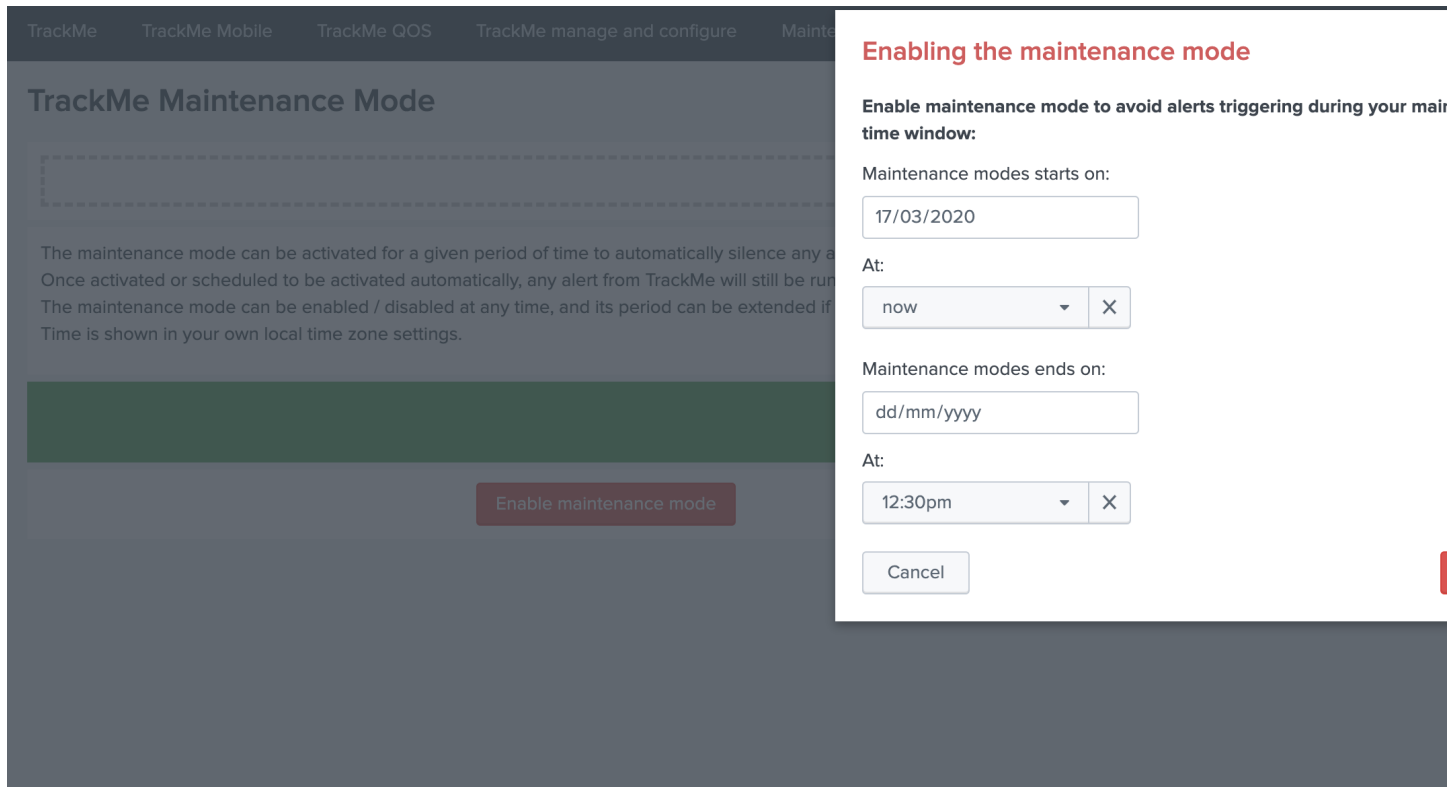 TrackMe TrackMe Mobile TrackMe QOS TrackMe manage and configure Mainte
TrackMe Maintenance Mode
The maintenance mode can be activated for a given period of time to automatically silence any a
Once activated or scheduled to be activated automatically, any alert from TrackMe will still be run
The maintenance mode can be enabled / disabled at any time, and its period can be extended if
Time is shown in your own local time zone settings.
Enable maintenance mode
Enabling the maintenance mode
Enable maintenance mode to avoid alerts triggering during your main
time window:
Maintenance modes starts on:
17/03/2020
At:
now
Maintenance modes ends on:
dd/mm/yyyy
At:
12:30pm
Cancel